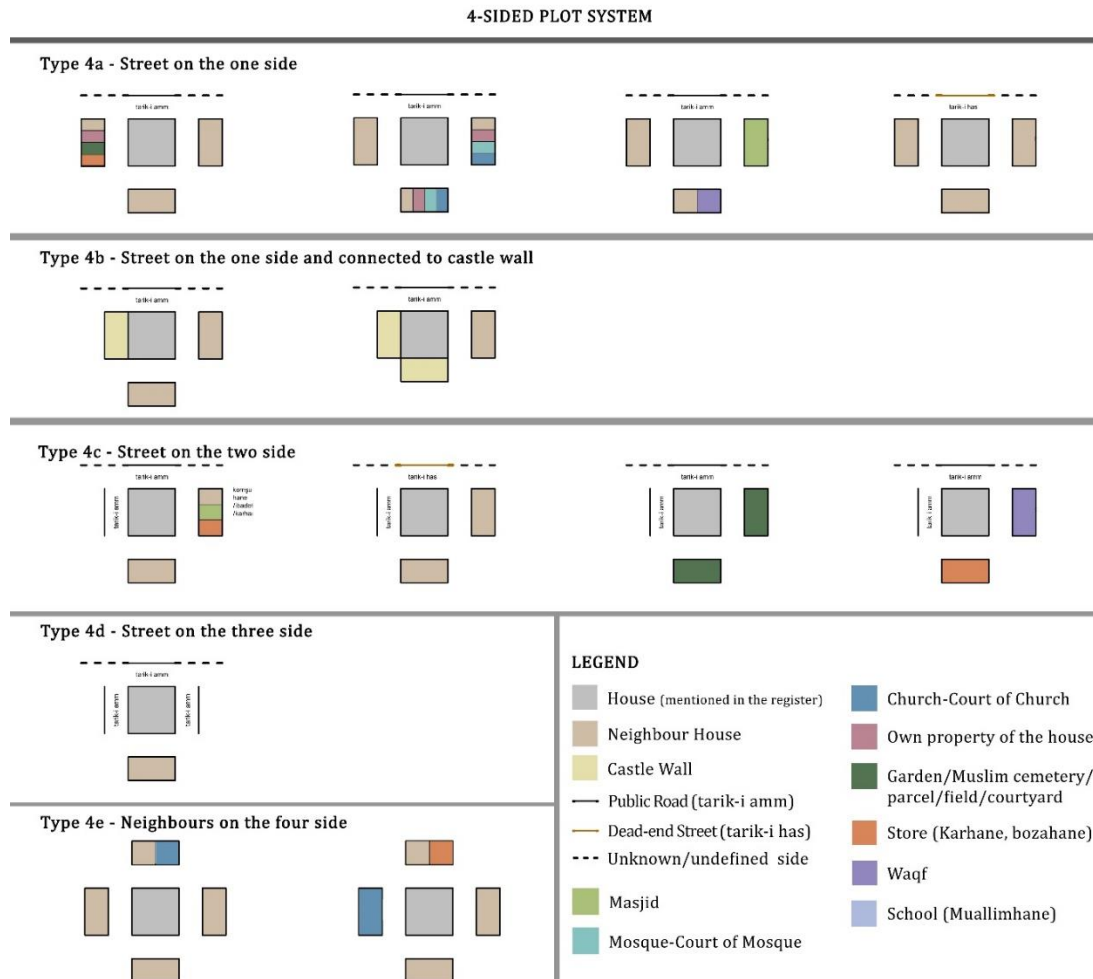 4-SIDED PLOT SYSTEM
Type 4a - Street on the one side
tarik-i amm
tarik-i amm
tarik-i amm
tarik-i has
Type 4b - Street on the one side and connected to castle wall
tarik-i amm
tarik-i amm
Type 4c - Street on the two side
tarik-i amm
tarik-i amm
hane
tarik-i has
tarik-i amm
tarik-i amm
tarik-i amm
tarik-i amm
tarik-i amm
Type 4d - Street on the three side
tarik-i amm
tarik-i amm
tarik-i amm
Type 4e - Neighbours on the four side
LEGEND
House (mentioned in the register)
Neighbour House
Castle Wall
Public Road (tarik-i amm)
Dead-end Street (tarik-i has)
Unknown/undefined side
Masjid
Mosque-Court of Mosque
Church-Court of Church
Own property of the house
Garden/Muslim cemetery/
parcel/field/courtyard
Store (Karhane, bozahane)
Waqf
School (Muallimhane)